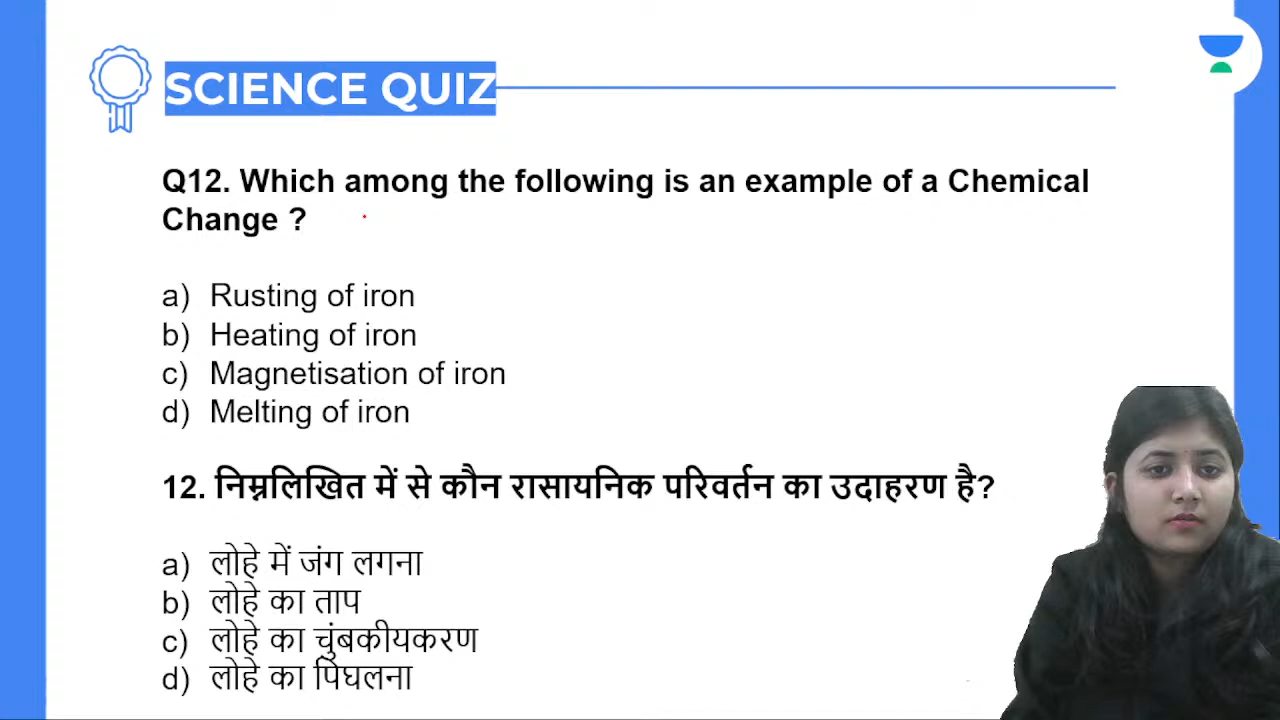 SCIENCE QUIZ
Q12. Which among the following is an example of a Chemical
Change ?
a) Rusting of iron
b) Heating of iron
c) Magnetisation of iron
d) Melting of iron
12. निम्नलिखित में से कौन रासायनिक परिवर्तन का उदाहरण है?
a) लोहे में जंग लगना
b) लोहे का ताप
c) लोहे का चुंबकीयकरण
d) लोहे का पिघलना